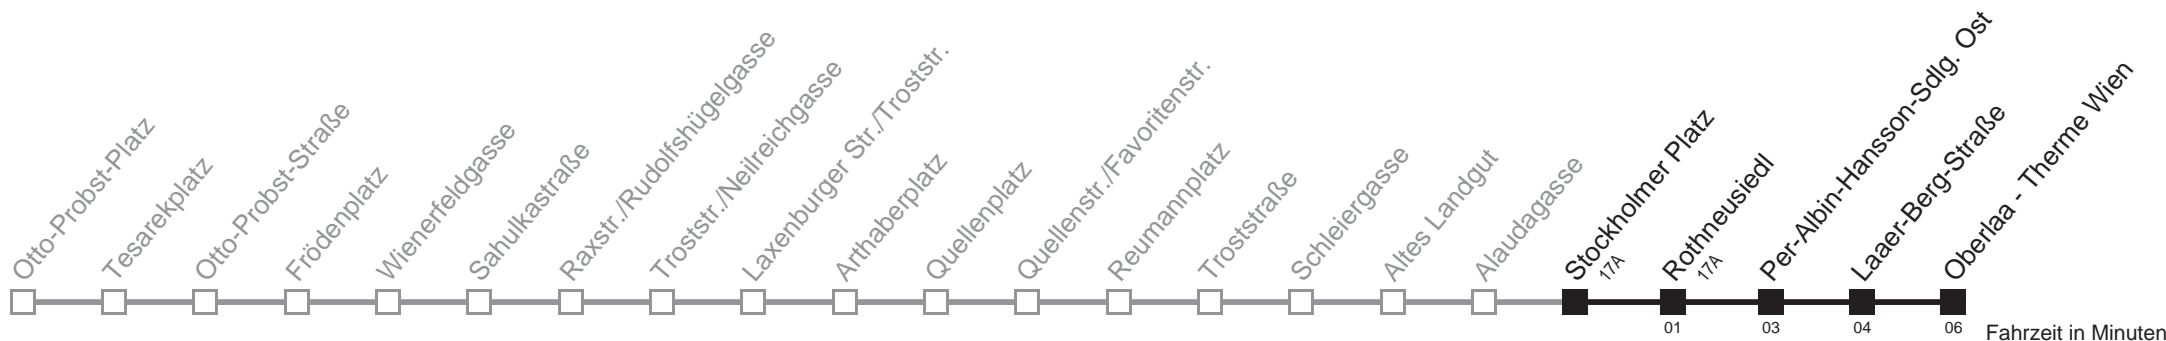 Otto-Probst-Platz
Tesarekplatz
Otto-Probst-Straße
Frödenplatz
Wienerfeldgasse
Sahulkastraße
Raxstr./Rudolfshügelgasse
Troststr./Neilreichgasse
Laxenburger Str./Troststr.
Arthaberplatz
Quellenplatz
Quellenstr./Favoritenstr.
Reumannplatz
Troststraße
Schleiergasse
Altes Landgut
Alaudagasse
Stockholmer Platz
17A
Rothneusiedl
17A
Per-Albin-Hansson-Sdlg. Ost
Laaer-Berg-Straße
Oberlaa - Therme Wien
01
03
04
06
Fahrzeit in Minuten